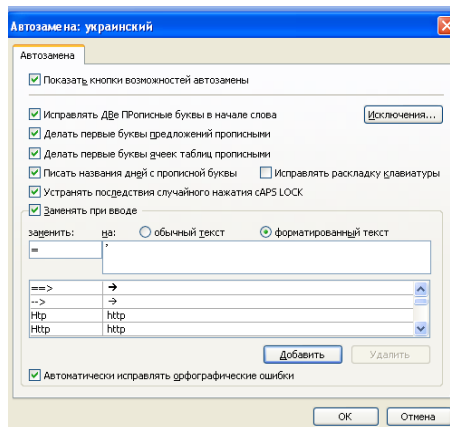 Автозамена: украинский
Автозамена
Показать кнопки возможностей автозамены
Исправлять ДВе ПРописные буквы в начале слова Исключения...
Делать первые буквы предложений прописными
Делать первые буквы ячеек таблиц прописными
Писать названия дней с прописной буквы Исправлять раскладку клавиатуры
Устранять последствия случайного нажатия cAPS LOCK
Заменять при вводе
заменить: на: обычный текст форматированный текст
= ’
==> →
--> →
Htp http
Http http
Добавить Удалить
Автоматически исправлять орфографические ошибки
ОК Отмена